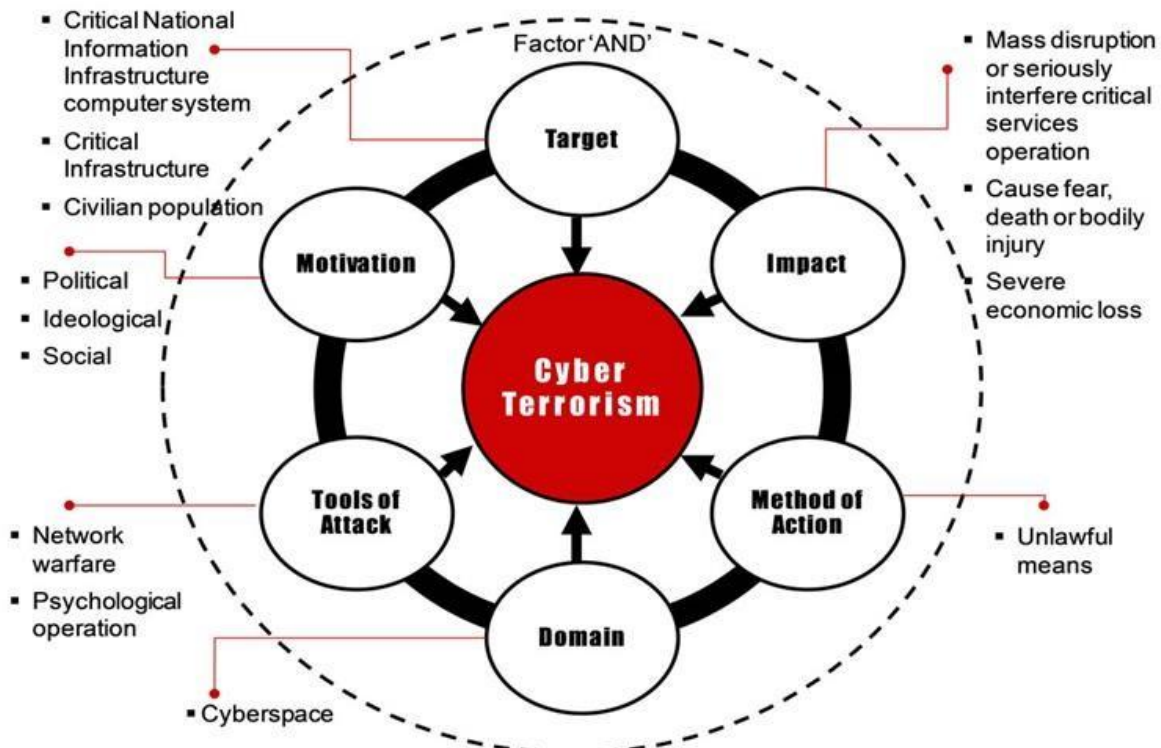 ▪ Critical National
Information
Infrastructure
computer system
▪ Critical
Infrastructure
▪ Civilian population
Factor 'AND'
▪ Mass disruption
or seriously
interfere critical
services
operation
▪ Cause fear,
death or bodily
injury
▪ Severe
economic loss
Target
Motivation
Impact
▪ Political
▪ Ideological
▪ Social
Cyber
Terrorism
Tools of
Attack
Method of
Action
▪ Network
warfare
▪ Psychological
operation
▪ Unlawful
means
Domain
▪ Cyberspace